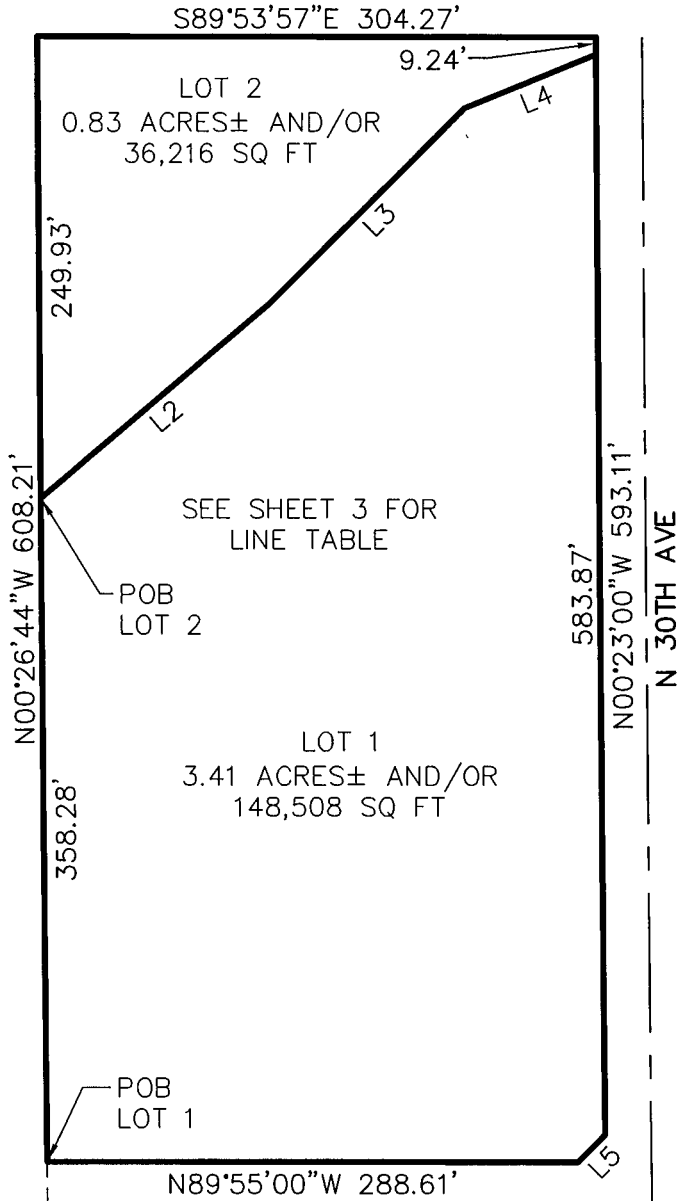 S89°53'57"E 304.27'
9.24'
L4
LOT 2
0.83 ACRES± AND/OR
36,216 SQ FT
L3
249.93'
L2
SEE SHEET 3 FOR
LINE TABLE
POB
LOT 2
N00°26'44"W 608.21'
583.87'
N00°23'00"W 593.11'
N 30TH AVE
LOT 1
3.41 ACRES± AND/OR
148,508 SQ FT
358.28'
POB
LOT 1
L5
N89°55'00"W 288.61'